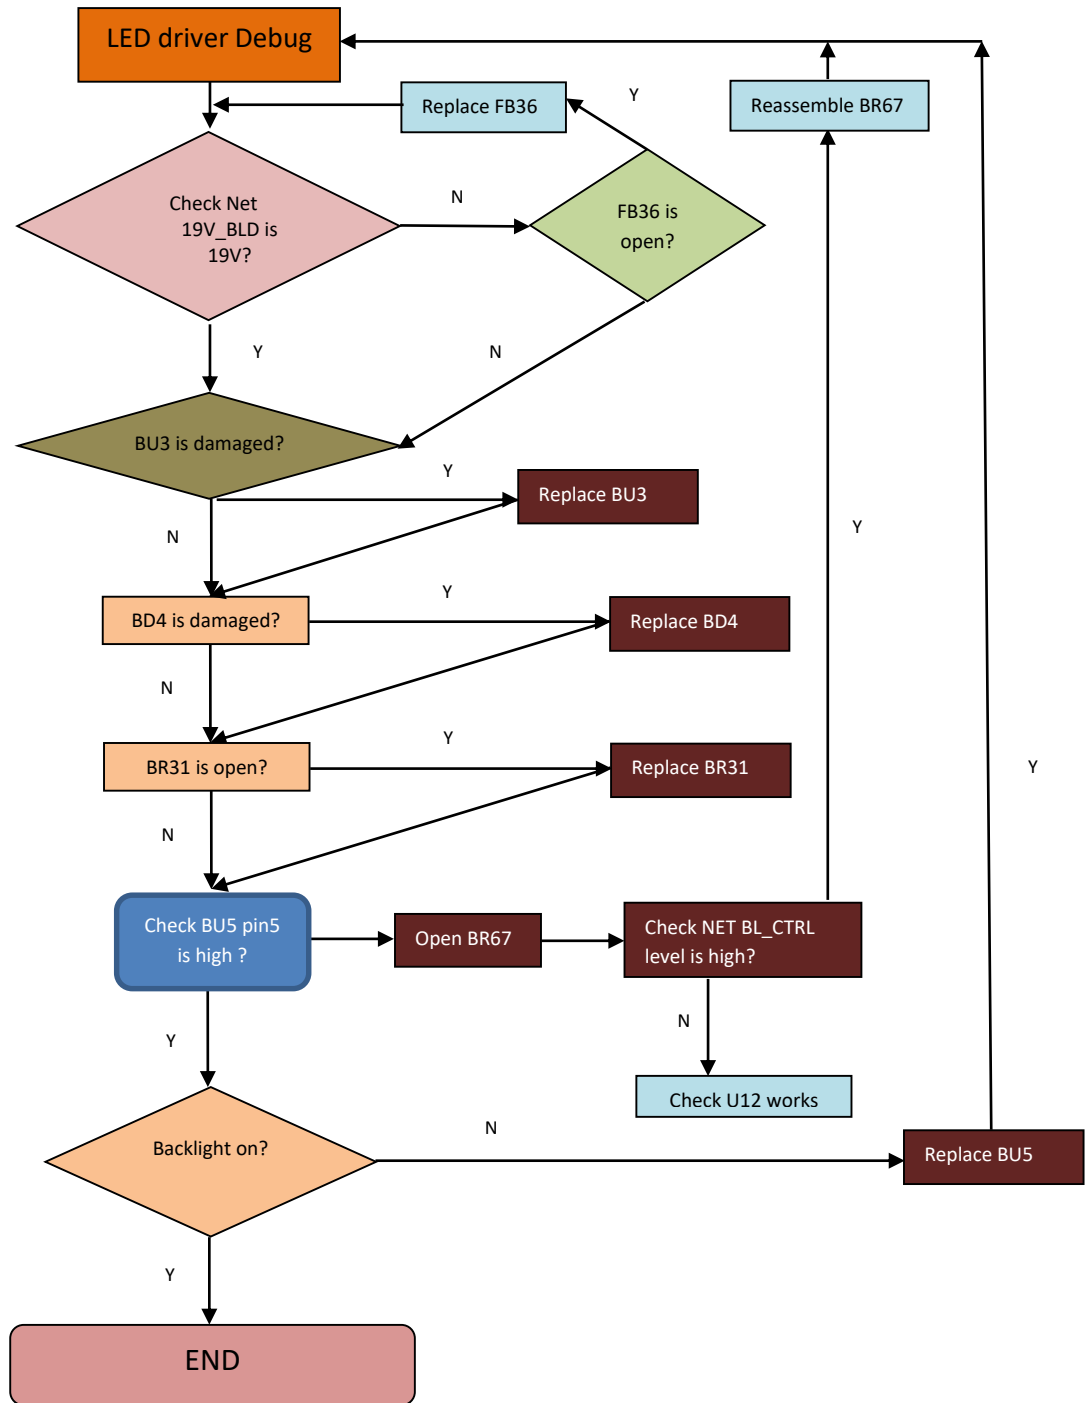 LED driver Debug
Replace FB36
Y
Reassemble BR67
Check Net
19V_BLD is
19V?
N
FB36 is
open?
Y
N
BU3 is damaged?
Y
Replace BU3
N
Y
BD4 is damaged?
Y
Replace BD4
N
Y
BR31 is open?
Y
Replace BR31
N
Check BU5 pin5
is high ?
Open BR67
Check NET BL_CTRL
level is high?
Y
N
Check U12 works
Backlight on?
N
Replace BU5
Y
END